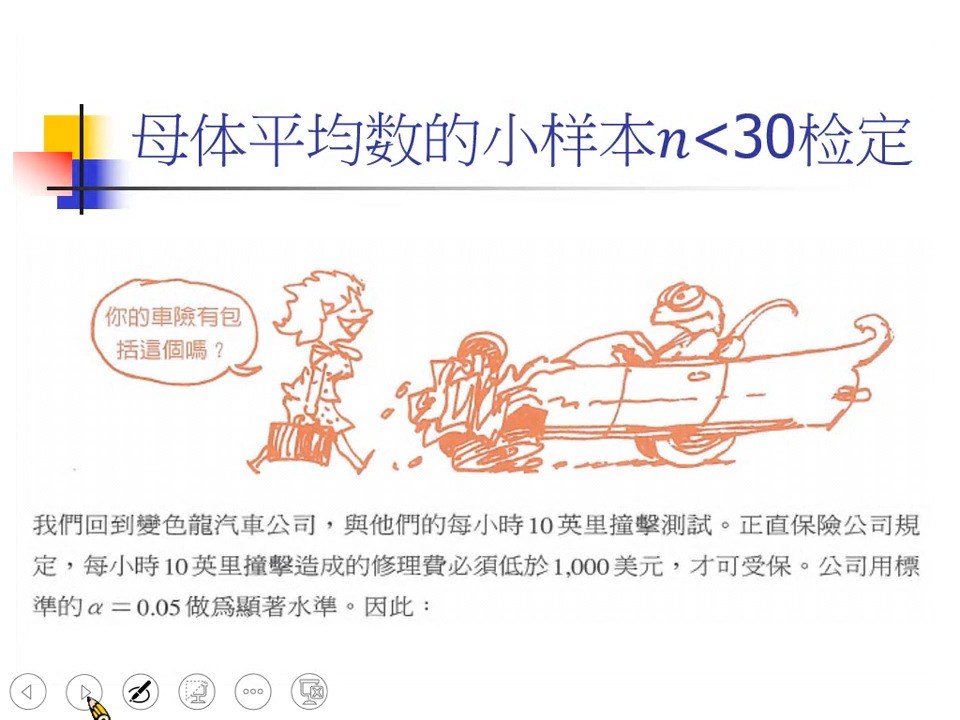 母体平均数的小样本n<30检定
你的車險有包
括這個嗎？
我們回到變色龍汽車公司，與他們的每小時10英里撞擊測試。正直保險公司規
定，每小時10英里撞擊造成的修理費必須低於1,000美元，才可受保。公司用標
準的α＝0.05做爲顯著水準。因此：